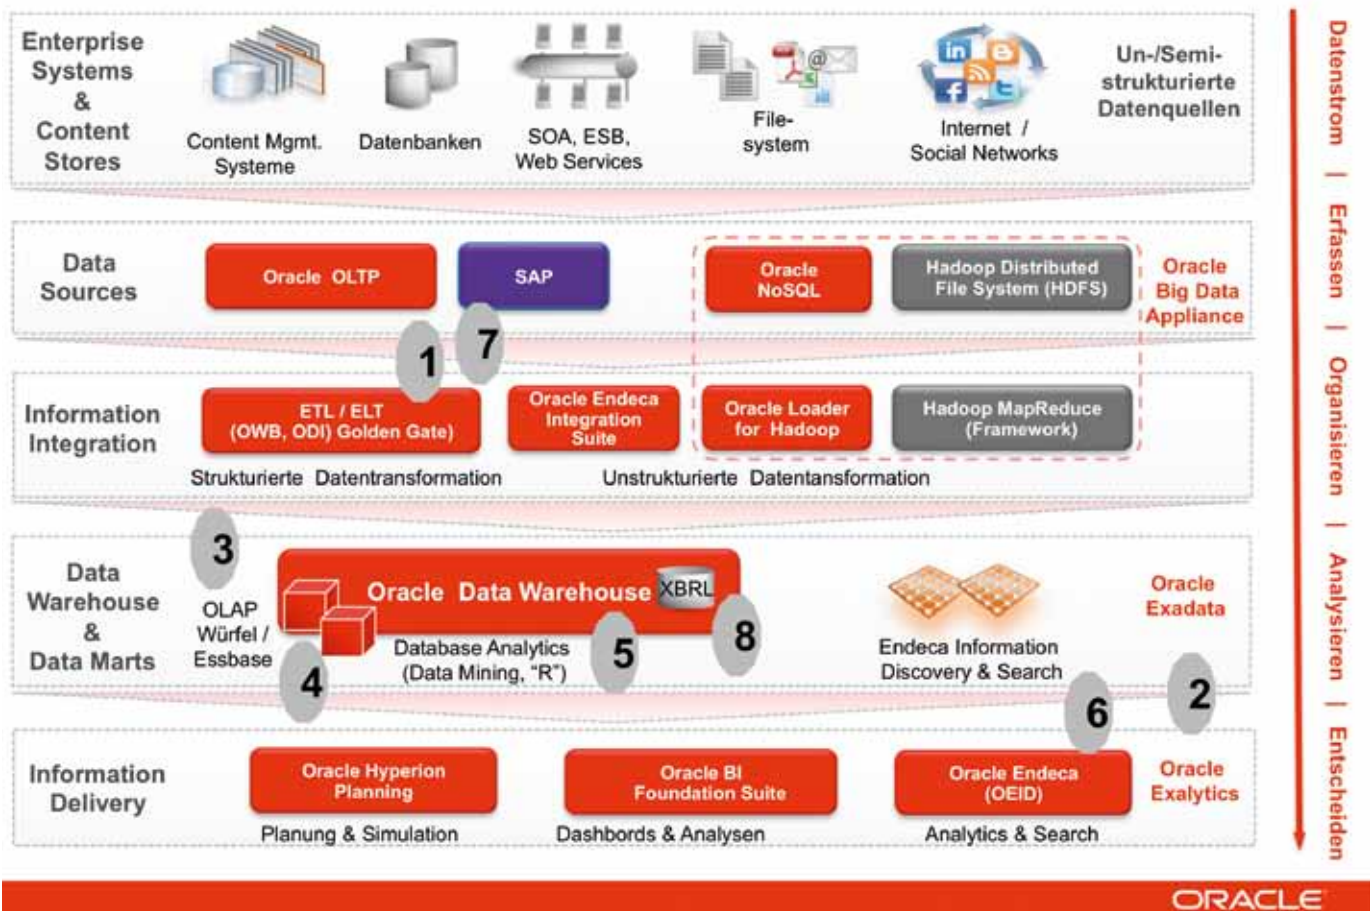 Enterprise
Systems
&
Content
Stores
Content Mgmt.
Systeme
Datenbanken
SOA, ESB,
Web Services
File-
system
Internet /
Social Networks
Un-/Semi-
strukturierte
Datenquellen
Data
Sources
Oracle OLTP
SAP
Oracle
NoSQL
Hadoop Distributed
File System (HDFS)
Oracle
Big Data
Appliance
1
7
Information
Integration
ETL / ELT
(OWB, ODI) Golden Gate)
Oracle Endeca
Integration
Suite
Oracle Loader
for Hadoop
Hadoop MapReduce
(Framework)
Strukturierte Datentransformation
Unstrukturierte Datentansformation
3
Data
Warehouse
&
Data Marts
OLAP
Würfel /
Essbase
Oracle Data Warehouse
XBRL
Database Analytics
(Data Mining, “R”)
4
5
8
Endeca Information
Discovery & Search
Oracle
Exadata
6
2
Information
Delivery
Oracle Hyperion
Planning
Planung & Simulation
Oracle BI
Foundation Suite
Dashbords & Analysen
Oracle Endeca
(OEID)
Analytics & Search
Oracle
Exalytics
Datenstrom | Erfassen | Organisieren | Analysieren | Entscheiden
ORACLE